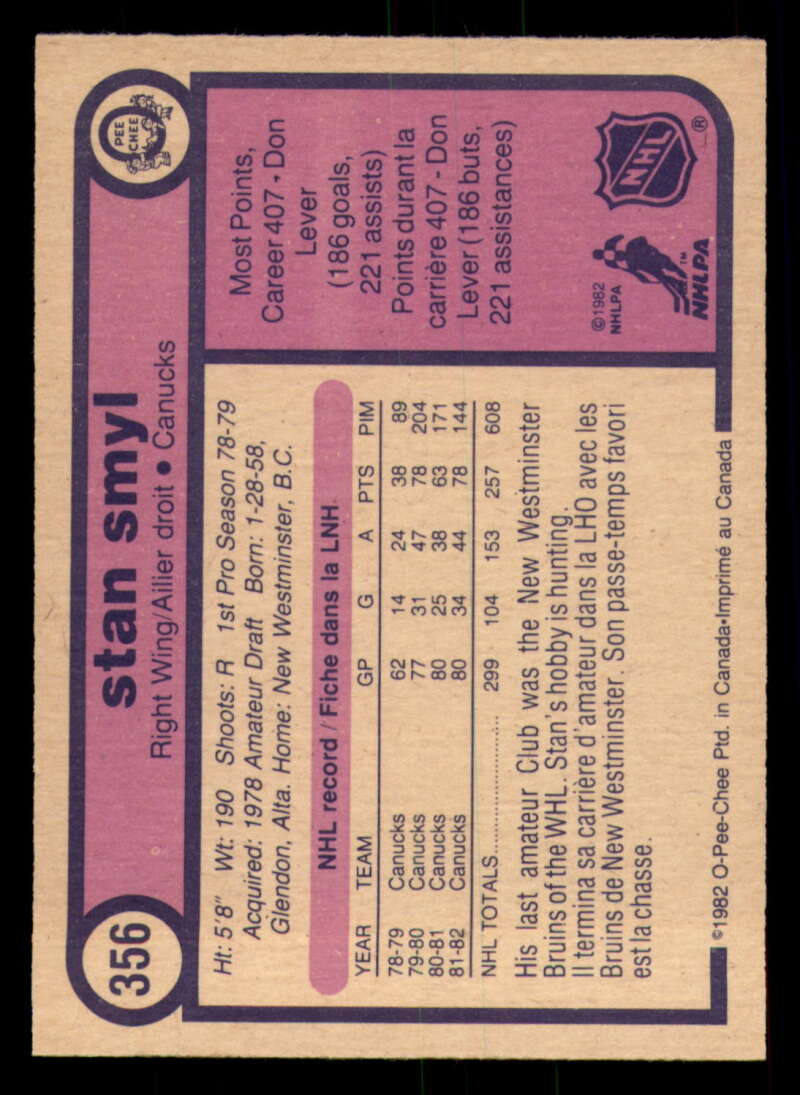 356
stan smyl
Right Wing/Ailier droit • Canucks
O
PEE
CHEE
Ht: 5'8" Wt: 190 Shoots: R 1st Pro Season 78-79
Acquired: 1978 Amateur Draft Born: 1-28-58,
Glendon, Alta. Home: New Westminster, B.C.
NHL record / Fiche dans la LNH
YEAR TEAM GP G A PTS PIM
78-79 Canucks 62 14 24 38 89
79-80 Canucks 77 31 47 78 204
80-81 Canucks 80 25 38 63 171
81-82 Canucks 80 34 44 78 144
NHL TOTALS.................. 299 104 153 257 608
His last amateur Club was the New Westminster
Bruins of the WHL. Stan's hobby is hunting.
Il termina sa carrière d'amateur dans la LHO avec les
Bruins de New Westminster. Son passe-temps favori
est la chasse.
Most Points,
Career 407 - Don
Lever
(186 goals,
221 assists)
Points durant la
carrière 407 - Don
Lever (186 buts,
221 assistances)
©1982
NHLPA
NHLPA™
NHL®
©1982 O-Pee-Chee Ptd. in Canada•Imprimé au Canada